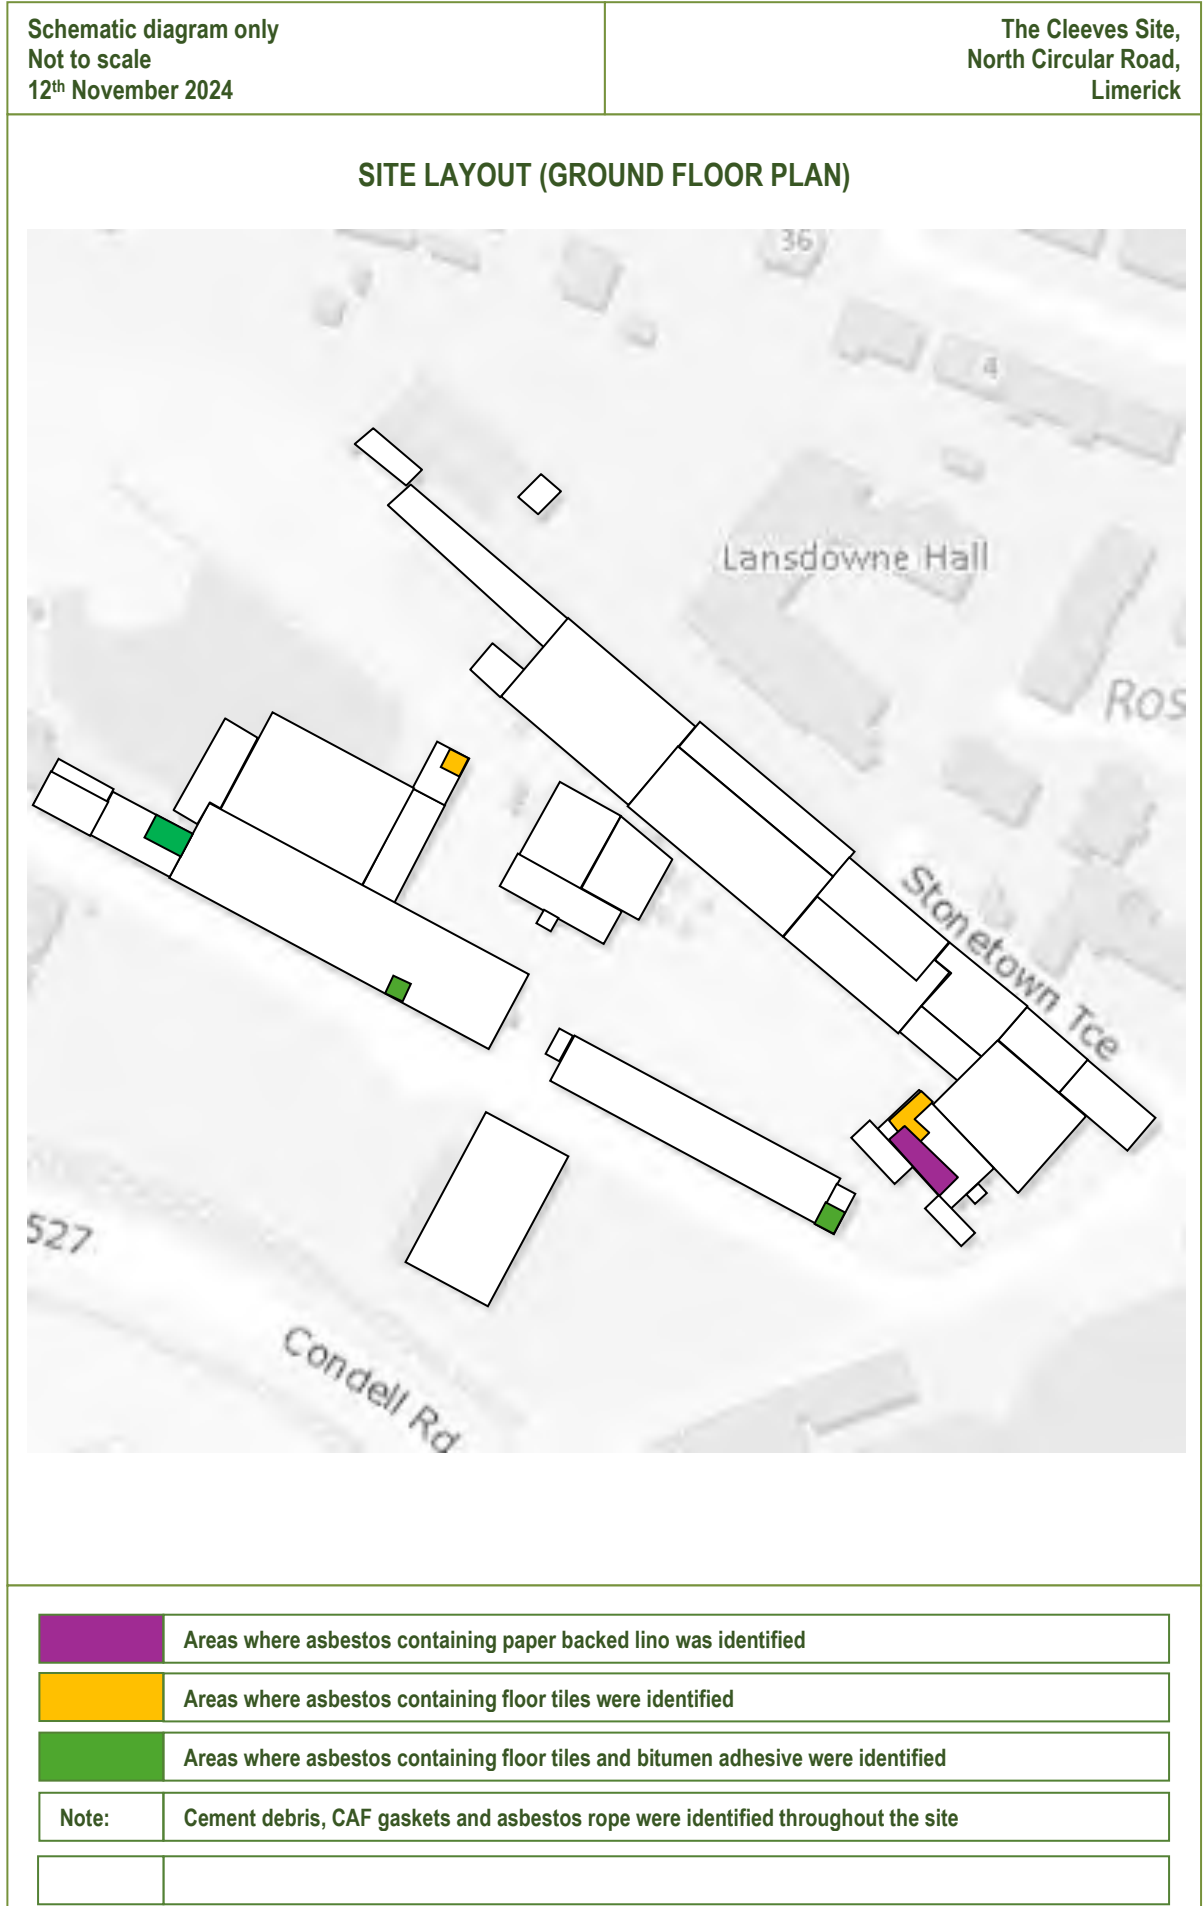 Schematic diagram only
Not to scale
12th November 2024
The Cleeves Site,
North Circular Road,
Limerick
SITE LAYOUT (GROUND FLOOR PLAN)
36
4
Lansdowne Hall
Ros
Stonetown Tce
527
Condell Rd
Areas where asbestos containing paper backed lino was identified
Areas where asbestos containing floor tiles were identified
Areas where asbestos containing floor tiles and bitumen adhesive were identified
Note: Cement debris, CAF gaskets and asbestos rope were identified throughout the site